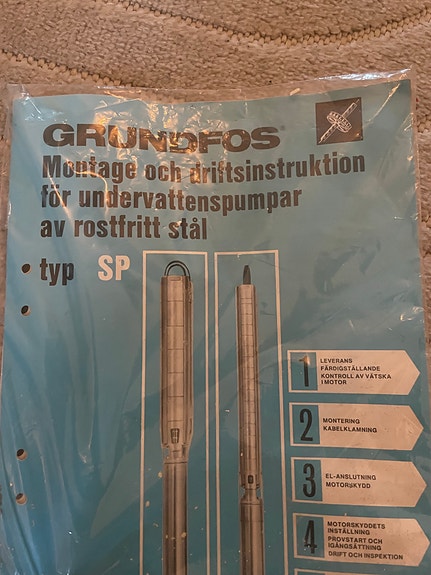 GRUNDFOS®
Montage och driftsinstruktion
för undervattenspumpar
av rostfritt stål
typ SP
1 LEVERANS
FÄRDIGSTÄLLANDE
KONTROLL AV VÄTSKA
I MOTOR
2 MONTERING
KABELKLAMNING
3 EL-ANSLUTNING
MOTORSKYDD
4 MOTORSKYDDETS
INSTÄLLNING
PROVSTART OCH
IGÅNGSÄTTNING
DRIFT OCH INSPEKTION